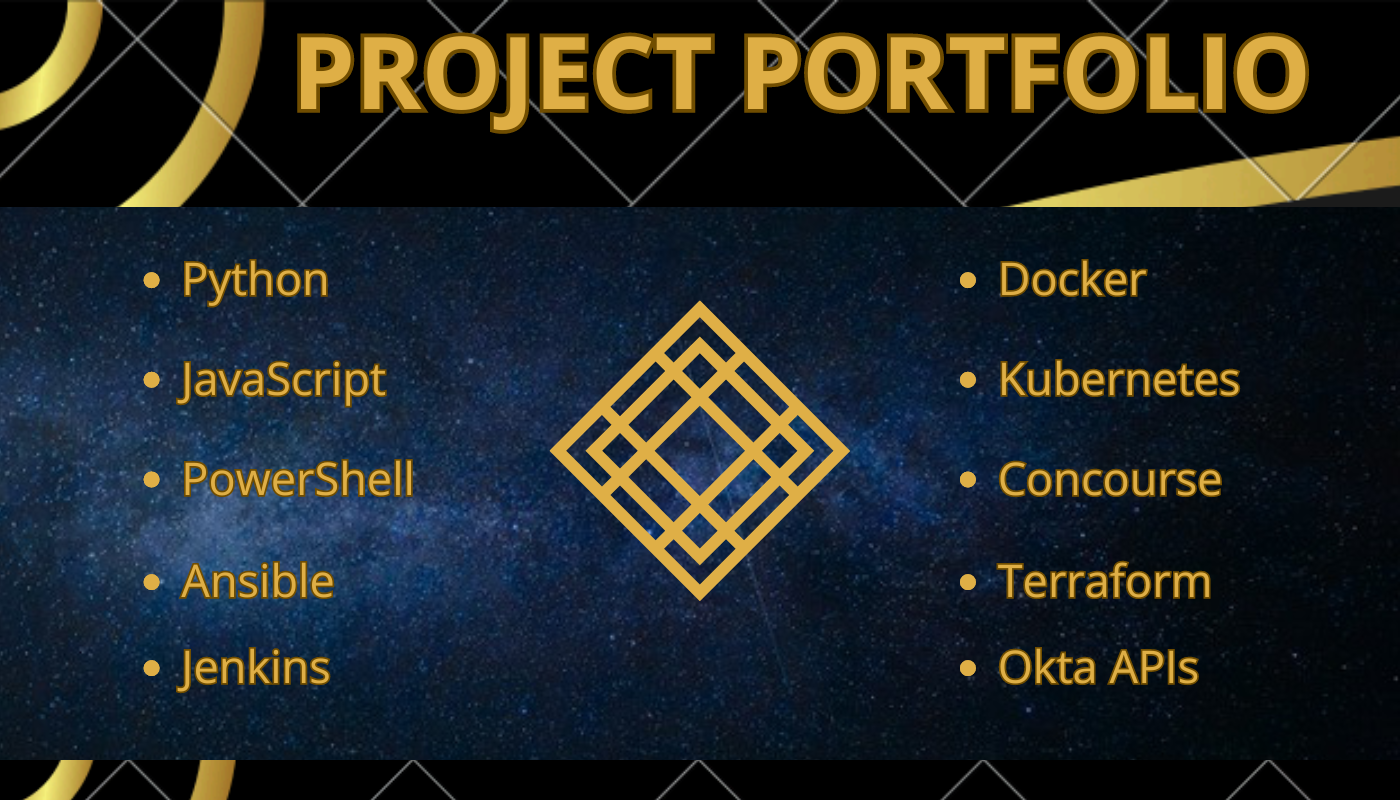 PROJECT PORTFOLIO
• Python
• JavaScript
• PowerShell
• Ansible
• Jenkins
• Docker
• Kubernetes
• Concourse
• Terraform
• Okta APIs